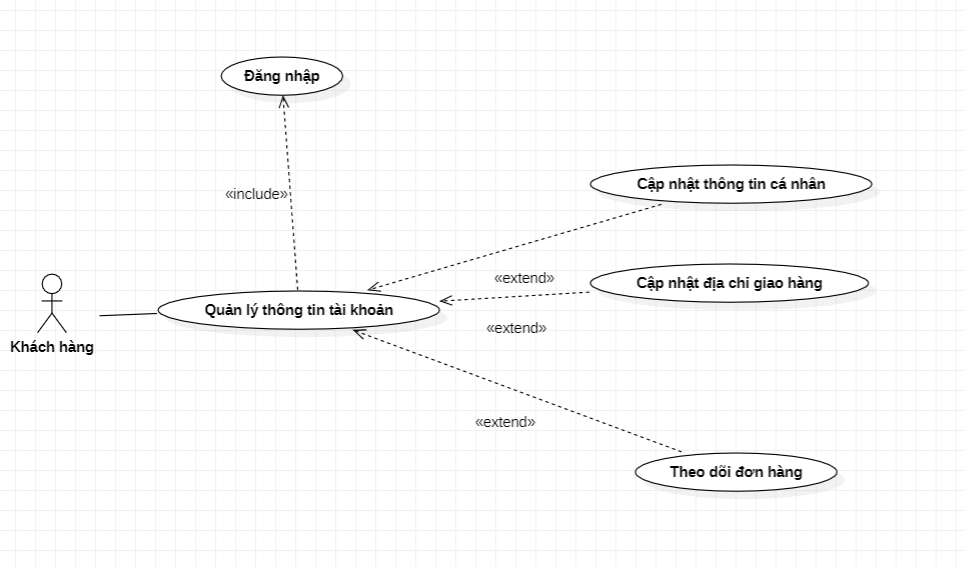 Đăng nhập
«include»
Cập nhật thông tin cá nhân
«extend»
Cập nhật địa chỉ giao hàng
Quản lý thông tin tài khoản
«extend»
Khách hàng
«extend»
Theo dõi đơn hàng